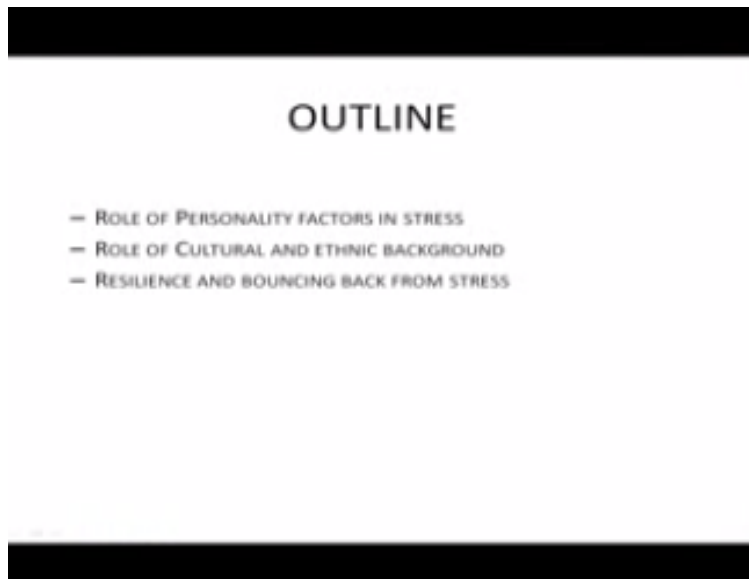 OUTLINE
– ROLE OF PERSONALITY FACTORS IN STRESS
– ROLE OF CULTURAL AND ETHNIC BACKGROUND
– RESILIENCE AND BOUNCING BACK FROM STRESS